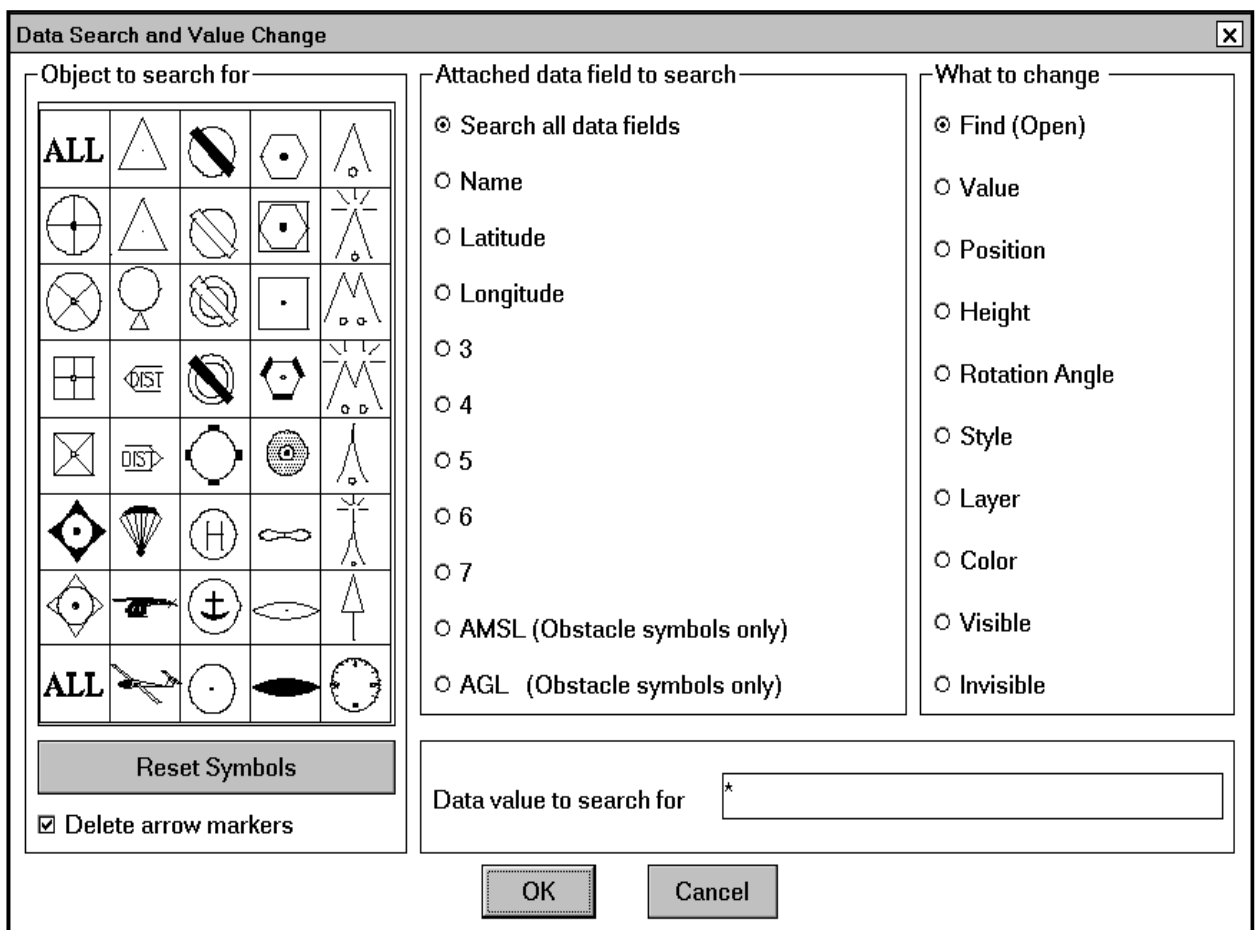 Data Search and Value Change
Object to search for
ALL
DIST
DIST
H
ALL
Reset Symbols
Delete arrow markers
Attached data field to search
Search all data fields
Name
Latitude
Longitude
3
4
5
6
7
AMSL (Obstacle symbols only)
AGL (Obstacle symbols only)
What to change
Find (Open)
Value
Position
Height
Rotation Angle
Style
Layer
Color
Visible
Invisible
Data value to search for
*
OK
Cancel